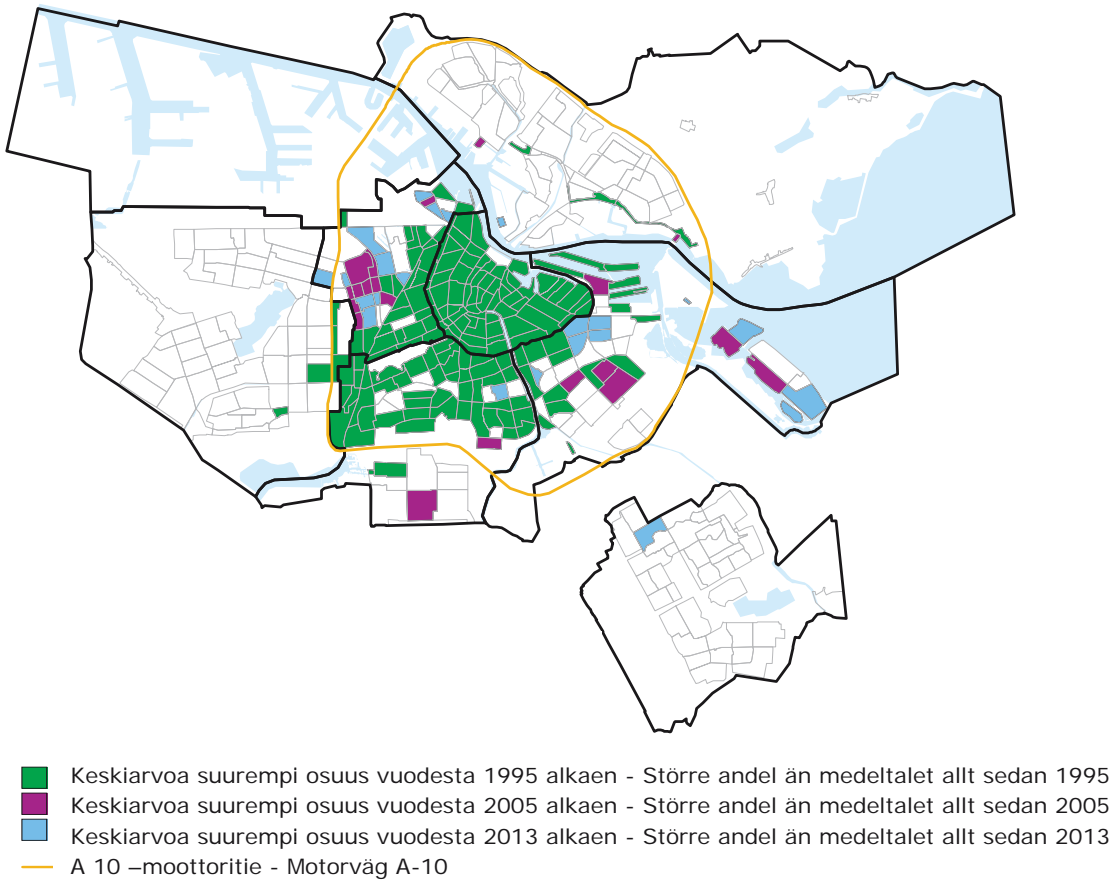 Keskiarvoa suurempi osuus vuodesta 1995 alkaen - Större andel än medeltalet allt sedan 1995
Keskiarvoa suurempi osuus vuodesta 2005 alkaen - Större andel än medeltalet allt sedan 2005
Keskiarvoa suurempi osuus vuodesta 2013 alkaen - Större andel än medeltalet allt sedan 2013
A 10 –moottoritie - Motorväg A-10